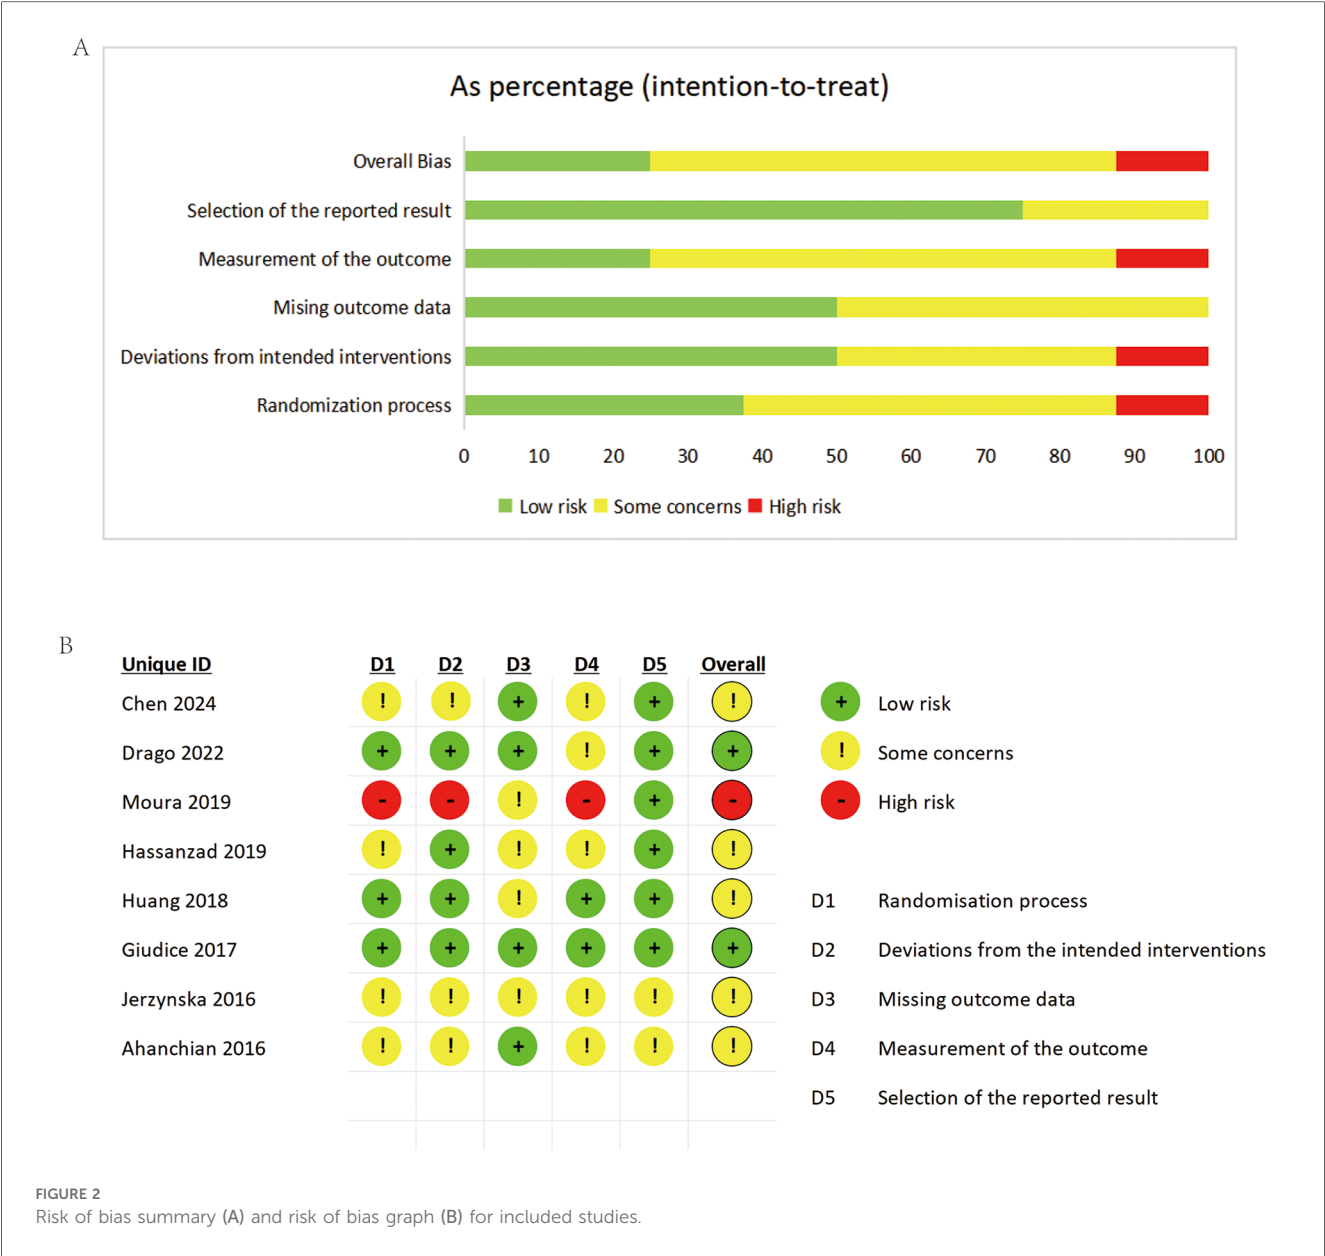 A
As percentage (intention-to-treat)
Overall Bias
Selection of the reported result
Measurement of the outcome
Mising outcome data
Deviations from intended interventions
Randomization process
0 10 20 30 40 50 60 70 80 90 100
Low risk Some concerns High risk
B
Unique ID D1 D2 D3 D4 D5 Overall
Chen 2024 ! ! + ! + !
Drago 2022 + + + ! + +
Moura 2019 - - ! - + -
Hassanzad 2019 ! + ! ! + !
Huang 2018 + + ! + + !
Giudice 2017 + + + + + +
Jerzynska 2016 ! ! ! ! ! !
Ahanchian 2016 ! ! + ! ! !
+ Low risk
! Some concerns
- High risk
D1 Randomisation process
D2 Deviations from the intended interventions
D3 Missing outcome data
D4 Measurement of the outcome
D5 Selection of the reported result
FIGURE 2
Risk of bias summary (A) and risk of bias graph (B) for included studies.